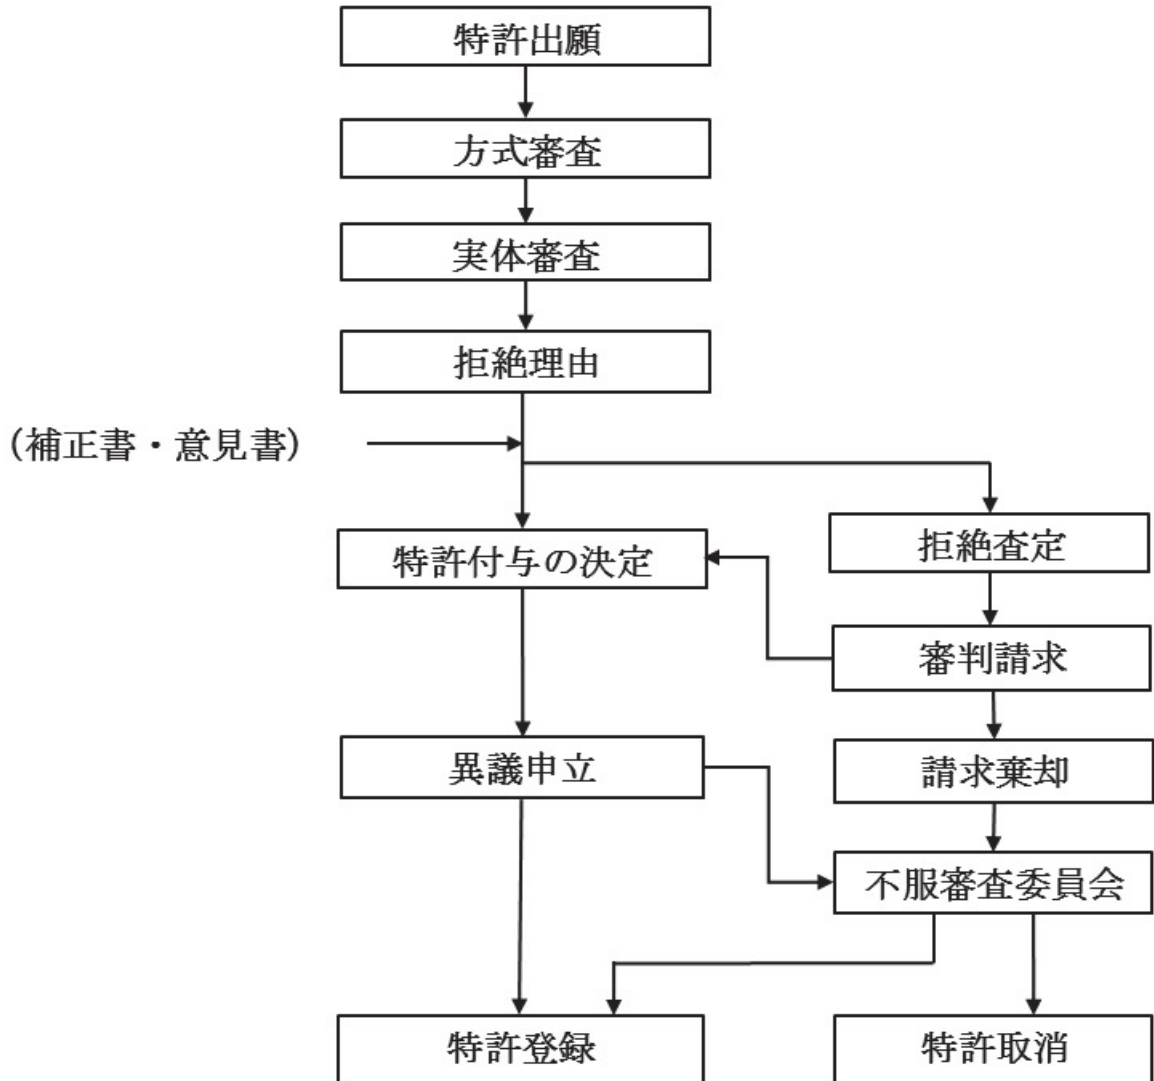 特許出願
方式審査
実体審査
拒絶理由
(補正書・意見書)
拒絶査定
特許付与の決定
審判請求
異議申立
請求棄却
不服審査委員会
特許登録
特許取消